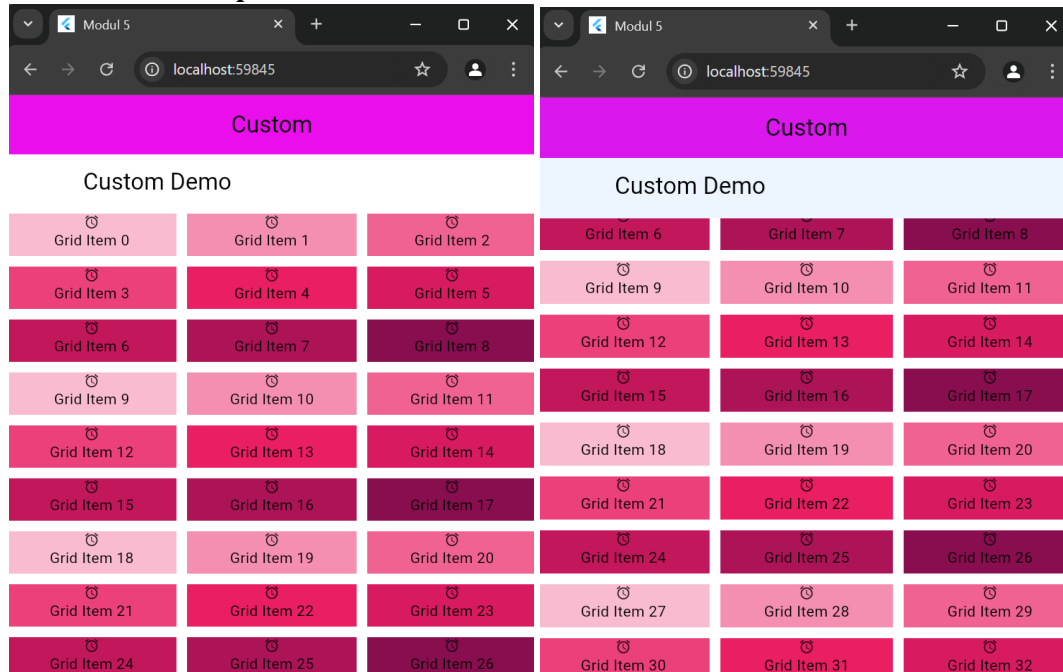 Modul 5
localhost:59845
Custom
Custom Demo
Grid Item 0 Grid Item 1 Grid Item 2
Grid Item 3 Grid Item 4 Grid Item 5
Grid Item 6 Grid Item 7 Grid Item 8
Grid Item 9 Grid Item 10 Grid Item 11
Grid Item 12 Grid Item 13 Grid Item 14
Grid Item 15 Grid Item 16 Grid Item 17
Grid Item 18 Grid Item 19 Grid Item 20
Grid Item 21 Grid Item 22 Grid Item 23
Grid Item 24 Grid Item 25 Grid Item 26
Modul 5
localhost:59845
Custom
Custom Demo
Grid Item 6 Grid Item 7 Grid Item 8
Grid Item 9 Grid Item 10 Grid Item 11
Grid Item 12 Grid Item 13 Grid Item 14
Grid Item 15 Grid Item 16 Grid Item 17
Grid Item 18 Grid Item 19 Grid Item 20
Grid Item 21 Grid Item 22 Grid Item 23
Grid Item 24 Grid Item 25 Grid Item 26
Grid Item 27 Grid Item 28 Grid Item 29
Grid Item 30 Grid Item 31 Grid Item 32